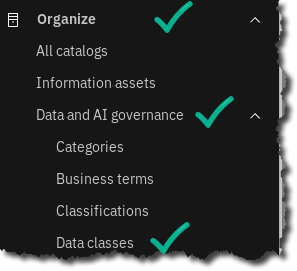 Organize
All catalogs
Information assets
Data and AI governance
Categories
Business terms
Classifications
Data classes